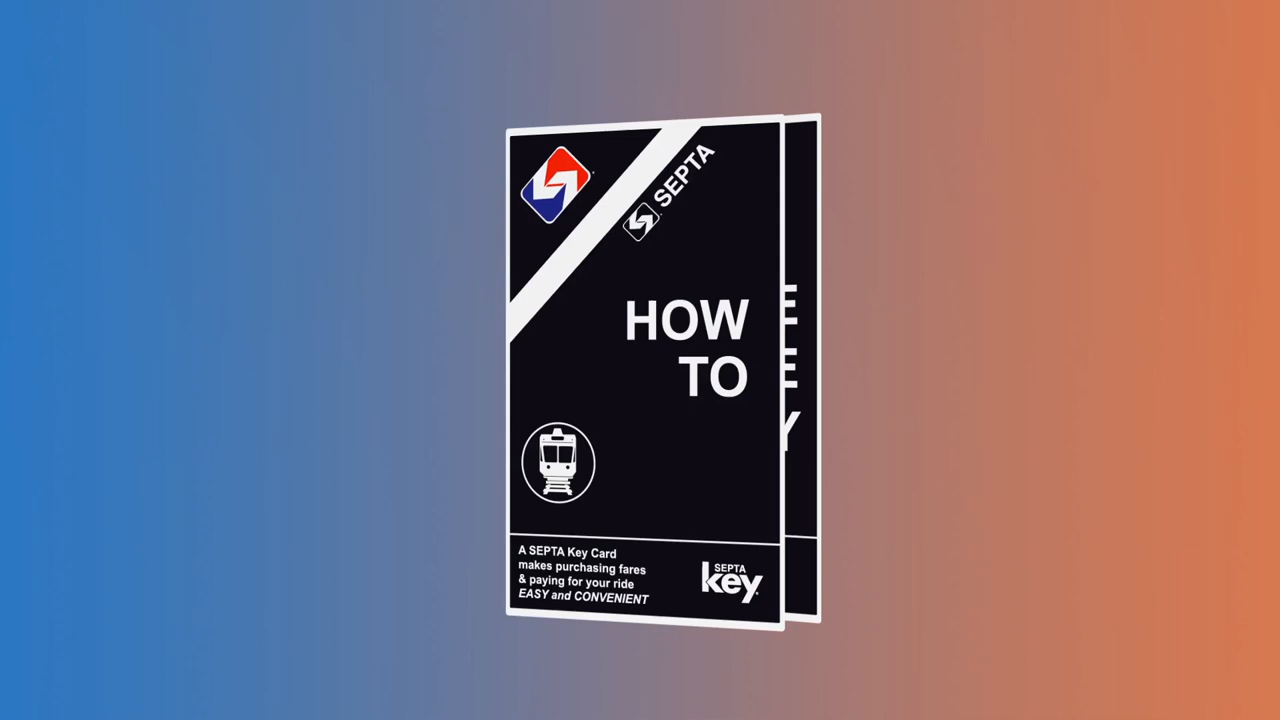 SEPTA
HOW
TO
E
E
Y
A SEPTA Key Card
makes purchasing fares
& paying for your ride
EASY and CONVENIENT
SEPTA
key